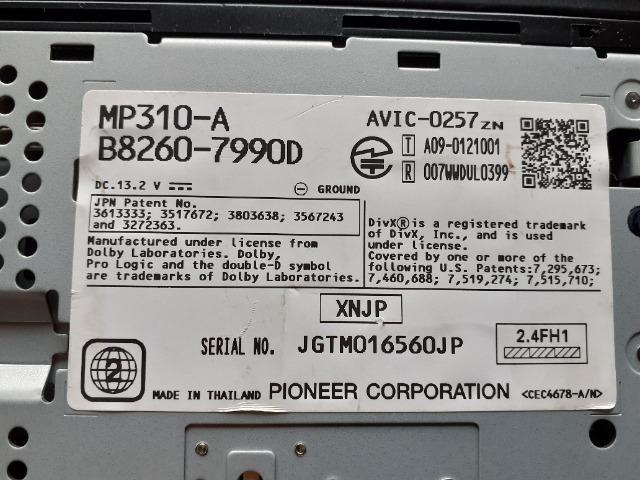 MP310-A
B8260-7990D
AVIC-0257 ZN
T A09-0121001
R 007WWDUL0399
DC.13.2 V
GROUND
JPN Patent No.
3613333; 3517672; 3803638; 3567243
and 3272363.
Manufactured under license from
Dolby Laboratories. Dolby,
Pro Logic and the double-D symbol
are trademarks of Dolby Laboratories.
DivX® is a registered trademark
of DivX, Inc., and is used
under license.
Covered by one or more of the
following U.S. Patents:7,295,673;
7,460,688; 7,519,274; 7,515,710;
XNJP
SERIAL NO. JGTM016560JP
2.4FH1
2
MADE IN THAILAND PIONEER CORPORATION <CEC4678-A/N>